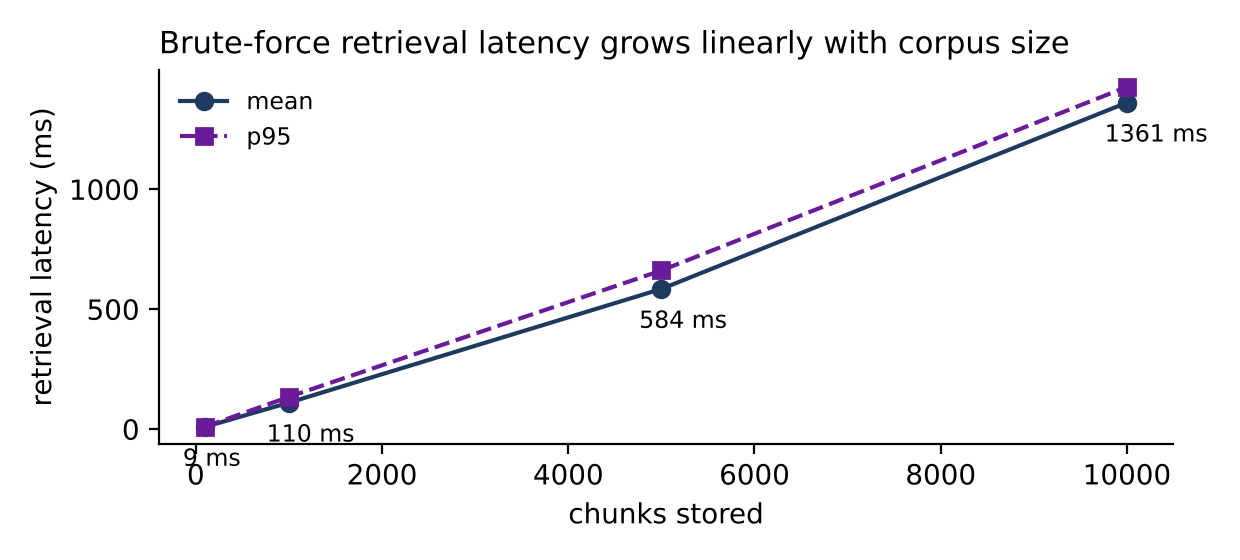 Brute-force retrieval latency grows linearly with corpus size
mean
p95
retrieval latency (ms)
1000
500
0
1361 ms
584 ms
110 ms
9 ms
0 2000 4000 6000 8000 10000
chunks stored